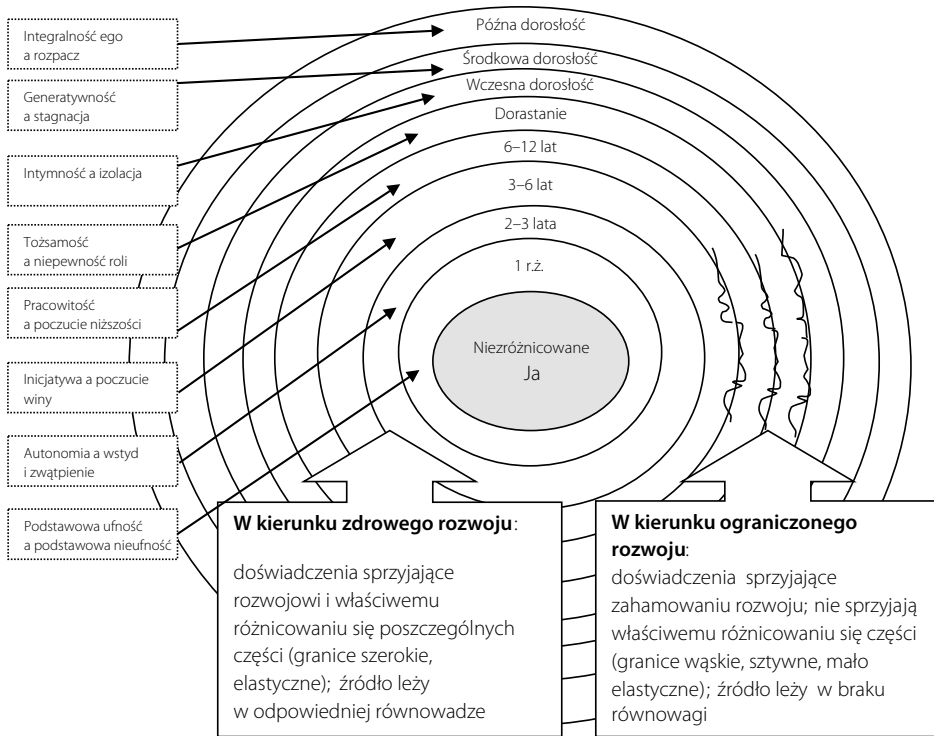 Integralność ego
a rozpacz
Generatywność
a stagnacja
Intymność a izolacja
Tożsamość
a niepewność roli
Pracowitość
a poczucie niższości
Inicjatywa a poczucie
winy
Autonomia a wstyd
i zwątpienie
Podstawowa ufność
a podstawowa nieufność
Późna dorosłość
Środkowa dorosłość
Wczesna dorosłość
Dorastanie
6–12 lat
3–6 lat
2–3 lata
1 r.ż.
Niezróżnicowane
Ja
W kierunku zdrowego rozwoju:
doświadczenia sprzyjające
rozwojowi i właściwemu
różnicowaniu się poszczególnych
części (granice szerokie,
elastyczne); źródło leży
w odpowiedniej równowadze
W kierunku ograniczonego
rozwoju:
doświadczenia sprzyjające
zahamowaniu rozwoju; nie sprzyjają
właściwemu różnicowaniu się części
(granice wąskie, sztywne, mało
elastyczne); źródło leży w braku
równowagi